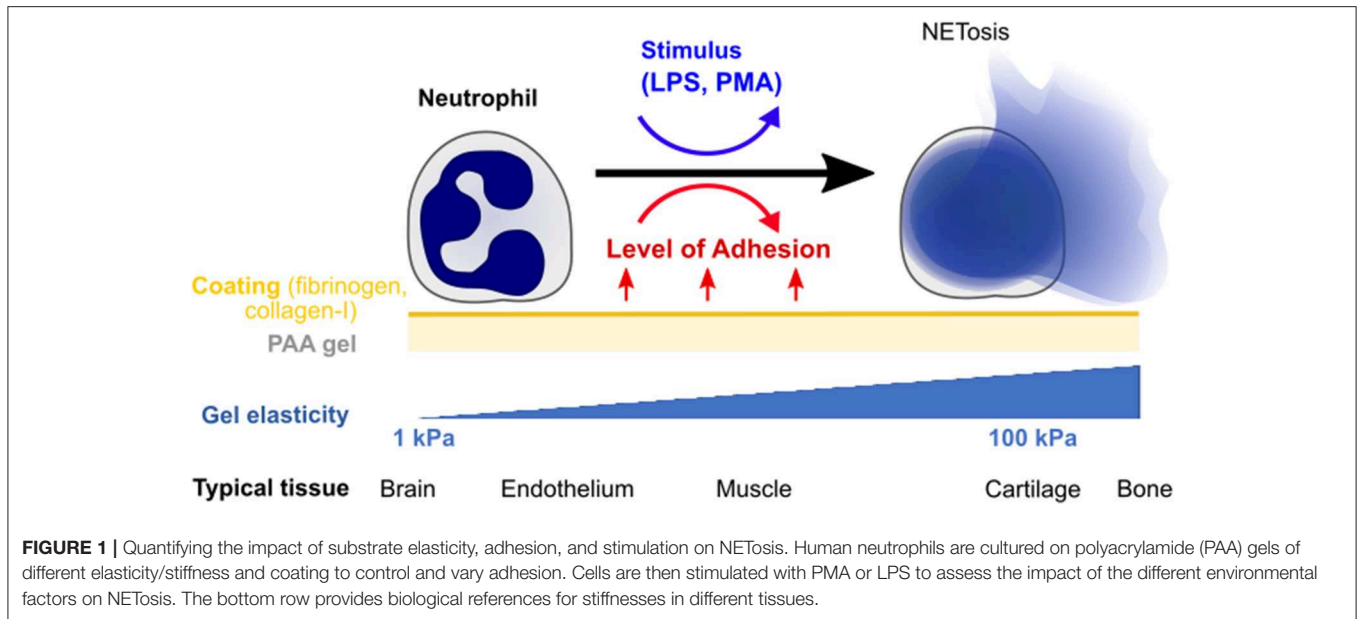 NETosis
Stimulus
(LPS, PMA)
Neutrophil
Level of Adhesion
Coating (fibrinogen,
collagen-I)
PAA gel
Gel elasticity
1 kPa
100 kPa
Typical tissue Brain Endothelium Muscle Cartilage Bone
FIGURE 1 | Quantifying the impact of substrate elasticity, adhesion, and stimulation on NETosis. Human neutrophils are cultured on polyacrylamide (PAA) gels of
different elasticity/stiffness and coating to control and vary adhesion. Cells are then stimulated with PMA or LPS to assess the impact of the different environmental
factors on NETosis. The bottom row provides biological references for stiffnesses in different tissues.